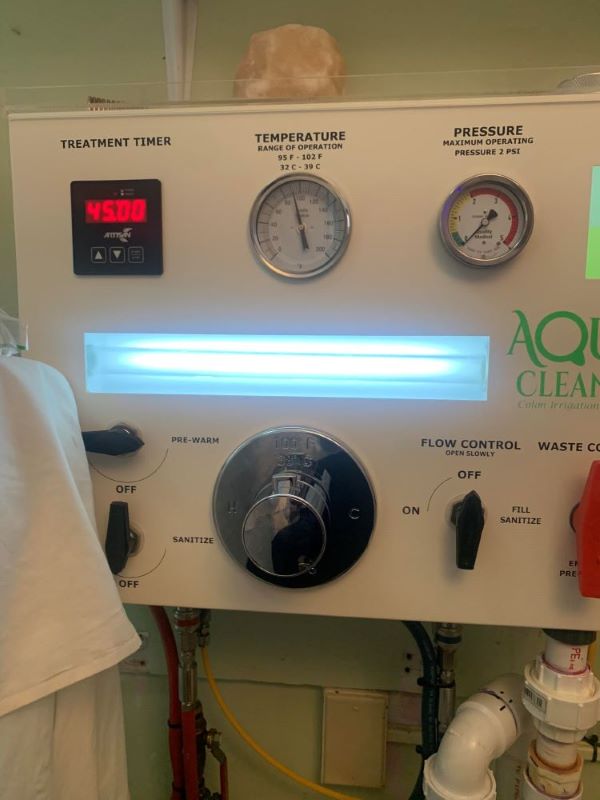 TREATMENT TIMER
TEMPERATURE
RANGE OF OPERATION
95 F - 102 F
32 C - 39 C
PRESSURE
MAXIMUM OPERATING
PRESSURE 2 PSI
45.00
ARTISAN
AQU
CLEAN
Colon Irrigation
PRE-WARM
OFF
SANITIZE
OFF
H
C
FLOW CONTROL
OPEN SLOWLY
OFF
ON
FILL
SANITIZE
WASTE CO